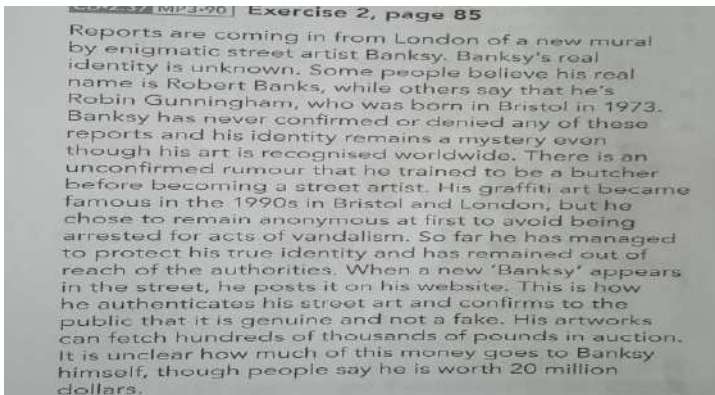 CD4.2.37 MP3-90 Exercise 2, page 85
Reports are coming in from London of a new mural
by enigmatic street artist Banksy. Banksy's real
identity is unknown. Some people believe his real
name is Robert Banks, while others say that he's
Robin Gunningham, who was born in Bristol in 1973.
Banksy has never confirmed or denied any of these
reports and his identity remains a mystery even
though his art is recognised worldwide. There is an
unconfirmed rumour that he trained to be a butcher
before becoming a street artist. His graffiti art became
famous in the 1990s in Bristol and London, but he
chose to remain anonymous at first to avoid being
arrested for acts of vandalism. So far he has managed
to protect his true identity and has remained out of
reach of the authorities. When a new 'Banksy' appears
in the street, he posts it on his website. This is how
he authenticates his street art and confirms to the
public that it is genuine and not a fake. His artworks
can fetch hundreds of thousands of pounds in auction.
It is unclear how much of this money goes to Banksy
himself, though people say he is worth 20 million
dollars.